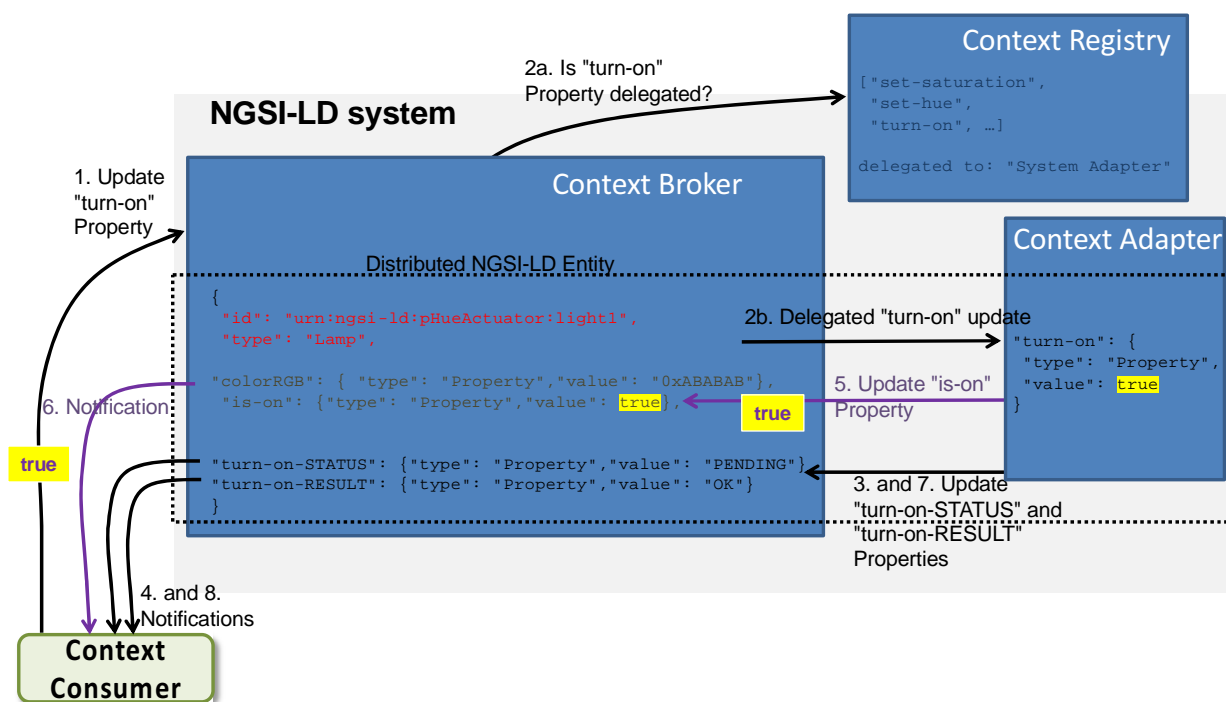 Context Registry
["set-saturation",
"set-hue",
"turn-on", …]
delegated to: "System Adapter"
2a. Is "turn-on"
Property delegated?
NGSI-LD system
1. Update
"turn-on"
Property
Context Broker
Context Adapter
Distributed NGSI-LD Entity
{
"id": "urn:ngsi-ld:pHueActuator:light1",
"type": "Lamp",
"colorRGB": { "type": "Property","value": "0xABABAB"},
"is-on": {"type": "Property","value": true},
"turn-on-STATUS": {"type": "Property","value": "PENDING"}
"turn-on-RESULT": {"type": "Property","value": "OK"}
}
2b. Delegated "turn-on" update
"turn-on": {
"type": "Property",
"value": true
}
5. Update "is-on"
Property
true
6. Notification
true
3. and 7. Update
"turn-on-STATUS" and
"turn-on-RESULT"
Properties
4. and 8.
Notifications
Context
Consumer